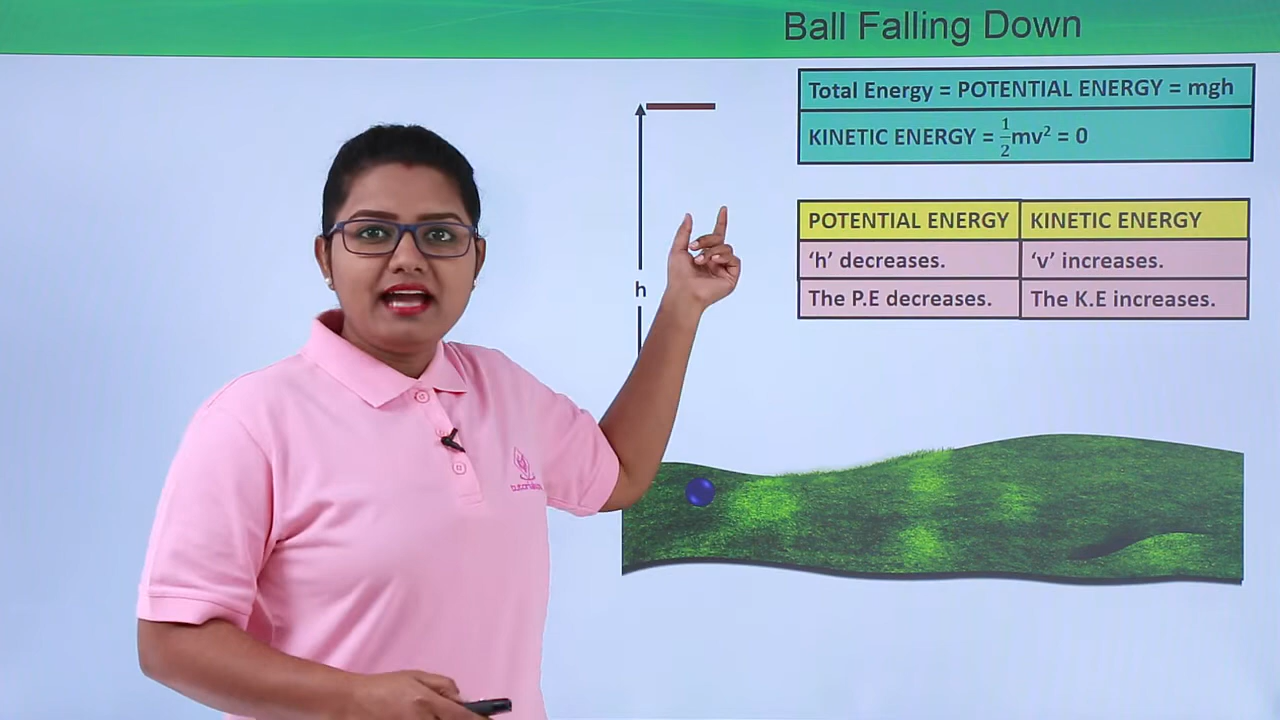 Ball Falling Down
Total Energy = POTENTIAL ENERGY = mgh
KINETIC ENERGY = ½mv² = 0
h
POTENTIAL ENERGY KINETIC ENERGY
‘h’ decreases. ‘v’ increases.
The P.E decreases. The K.E increases.